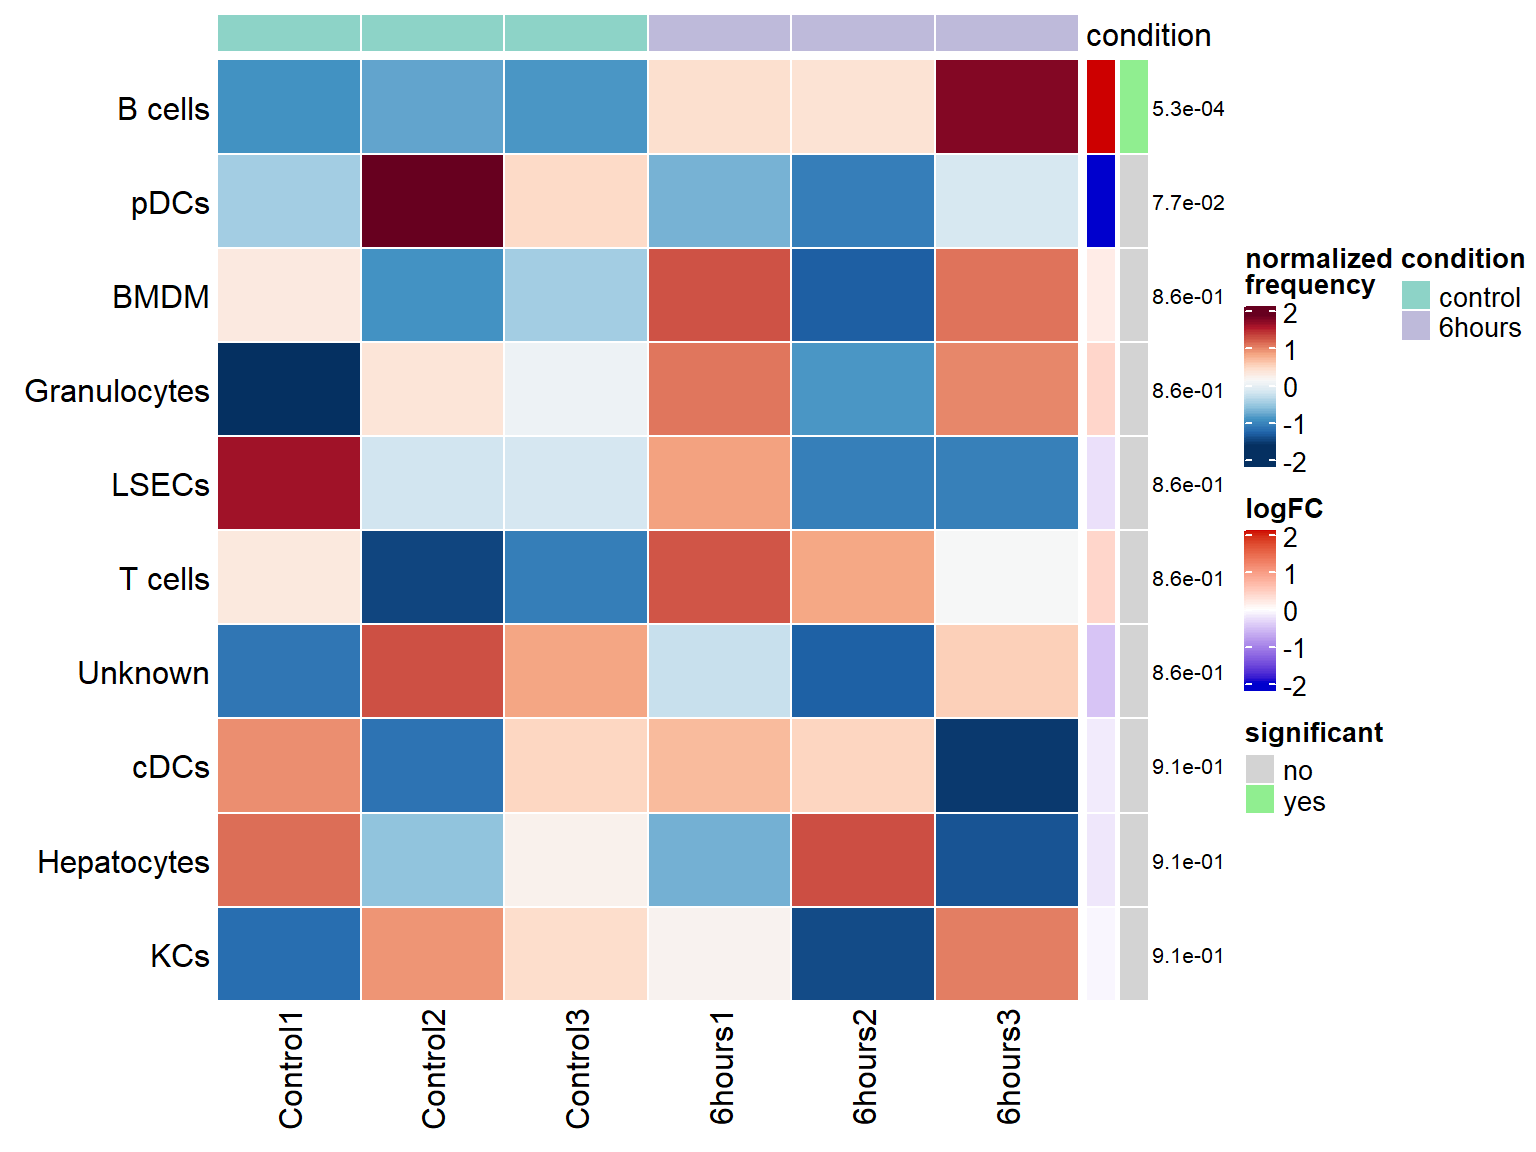 condition
B cells
5.3e-04
pDCs
7.7e-02
BMDM
8.6e-01
Granulocytes
8.6e-01
LSECs
8.6e-01
T cells
8.6e-01
Unknown
8.6e-01
cDCs
9.1e-01
Hepatocytes
9.1e-01
KCs
9.1e-01
Control1
Control2
Control3
6hours1
6hours2
6hours3
normalized
frequency
2
1
0
-1
-2
condition
control
6hours
logFC
2
1
0
-1
-2
significant
no
yes